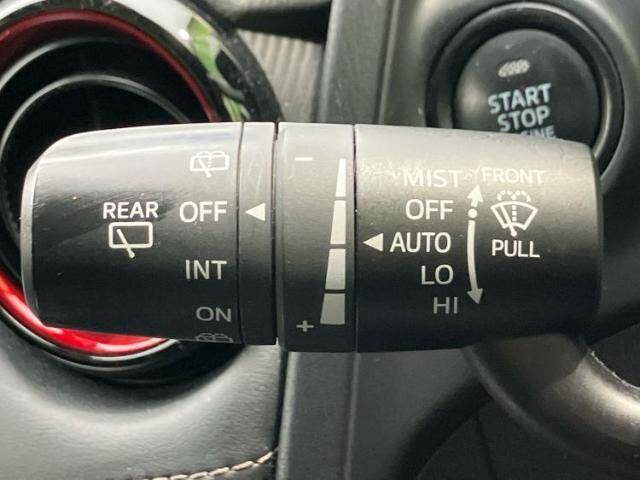 START
STOP
REAR
OFF
INT
ON
−
+
MIST
OFF
AUTO
LO
HI
FRONT
PULL